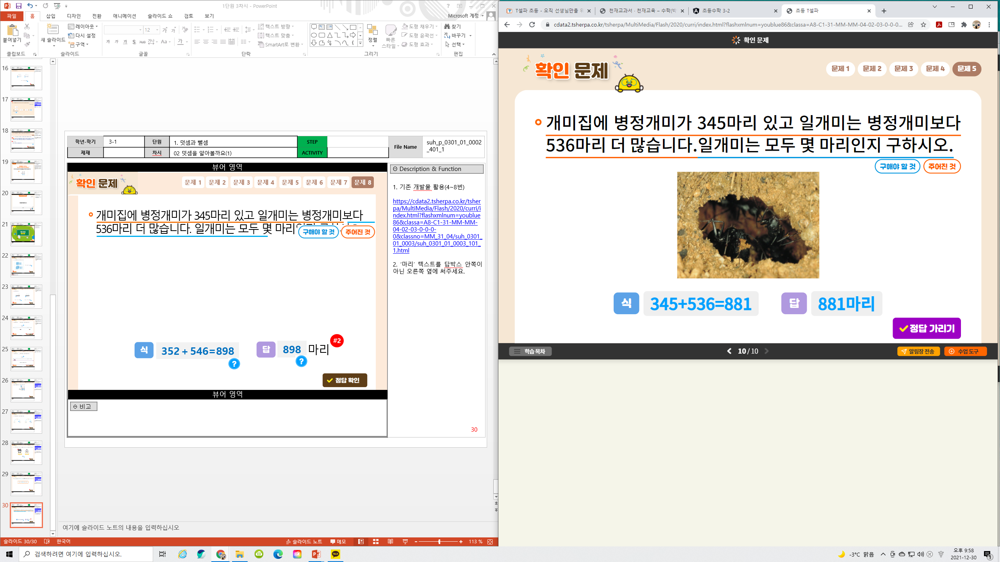 1단원 3차시 - PowerPoint
Microsoft 계정
파일 홈 삽입 디자인 전환 애니메이션 슬라이드 쇼 검토 보기
붙여넣기
클립보드
새 슬라이드
레이아웃
다시 설정
구역
슬라이드
12
글꼴
텍스트 방향
텍스트 맞춤
SmartArt로 변환
단락
정렬
빠른 스타일
도형 채우기
도형 윤곽선
도형 효과
그리기
찾기
바꾸기
선택
편집
16
17
18
19
20
21
22
23
24
25
26
27
28
29
30
학년-학기 3-1 단원 1. 덧셈과 뺄셈 STEP File Name suh_p_0301_01_0002
_401_1
제재 차시 02 덧셈을 알아볼까요(1) ACTIVITY
뷰어 영역
확인 문제
문제 1 문제 2 문제 3 문제 4 문제 5 문제 6 문제 7 문제 8
개미집에 병정개미가 345마리 있고 일개미는 병정개미보다
536마리 더 많습니다. 일개미는 모두 몇 마리
구해야 할 것 주어진 것
식 352 + 546=898 답 898 마리 #2
? ?
정답 확인
뷰어 영역
비고
Description & Function
1. 기존 개발물 활용(4~8번)
https://cdata2.tsherpa.co.kr/tsher
pa/MultiMedia/Flash/2020/curri/i
ndex.html?flashxmlnum=youblue
86&classa=A8-C1-31-MM-MM-
04-02-03-0-0-0-
0&classno=MM_31_04/suh_0301_
01_0003/suh_0301_01_0003_101_
1.html
2. ‘마리’ 텍스트를 답박스 안쪽이
아닌 오른쪽 옆에 써주세요.
30
여기에 슬라이드 노트의 내용을 입력하십시오
슬라이드 30/30 한국어 슬라이드 노트 메모 113 %
T셀파 초등 - 오직 선생님만을 위 천재교과서 · 천재교육 – 수학(박 초등수학 3-2 초등 T셀파
cdata2.tsherpa.co.kr/tsherpa/MultiMedia/Flash/2020/curri/index.html?flashxmlnum=youblue86&classa=A8-C1-31-MM-MM-04-02-03-0-0-0...
확인 문제
확인 문제
문제 1 문제 2 문제 3 문제 4 문제 5
개미집에 병정개미가 345마리 있고 일개미는 병정개미보다
536마리 더 많습니다.일개미는 모두 몇 마리인지 구하시오.
구해야 할 것 주어진 것
식 345+536=881 답 881마리
정답 가리기
학습 목차 10 / 10 알림장 전송 수업 도구
검색하려면 여기에 입력하십시오.
TALK
-3°C 맑음
오후 9:58
2021-12-30
1